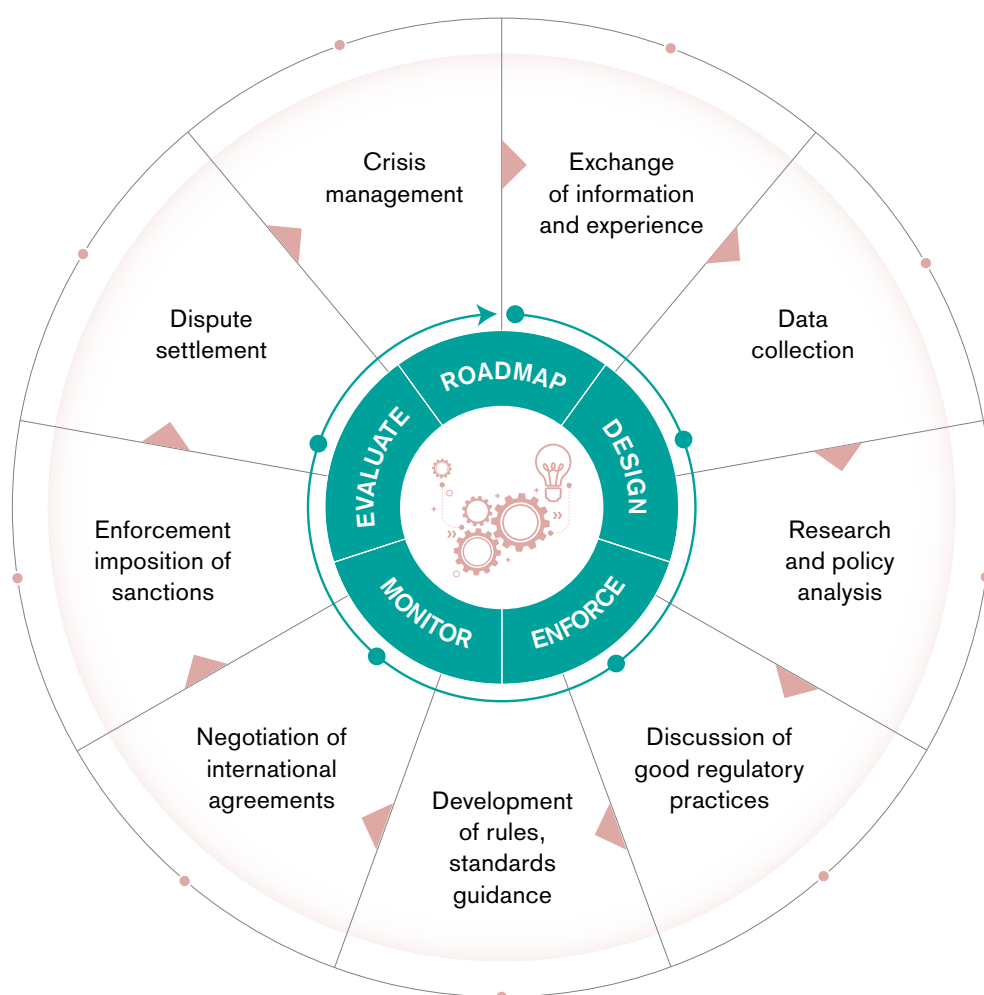 Exchange
of information
and experience
Data
collection
Research
and policy
analysis
Discussion of
good regulatory
practices
Development
of rules,
standards
guidance
Negotiation of
international
agreements
Enforcement
imposition of
sanctions
Dispute
settlement
Crisis
management
ROADMAP
DESIGN
ENFORCE
MONITOR
EVALUATE